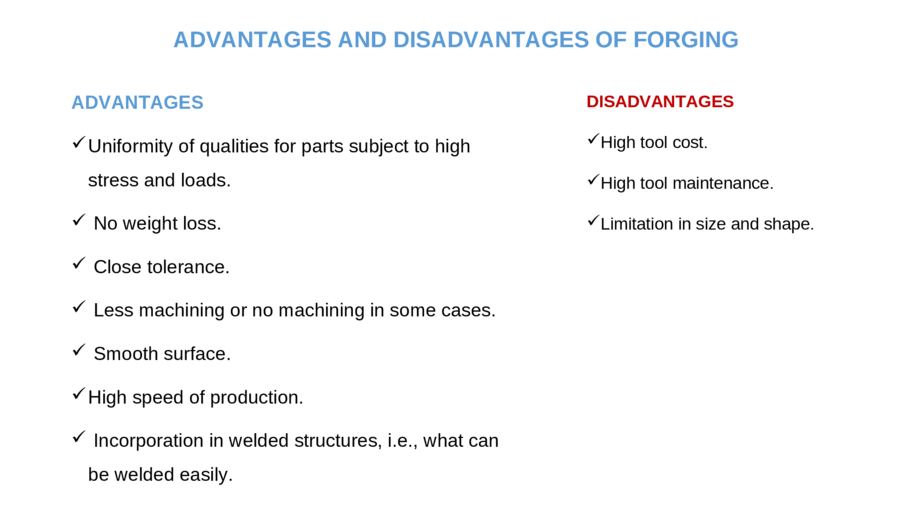 ADVANTAGES AND DISADVANTAGES OF FORGING
ADVANTAGES
✓Uniformity of qualities for parts subject to high
stress and loads.
✓ No weight loss.
✓ Close tolerance.
✓ Less machining or no machining in some cases.
✓ Smooth surface.
✓High speed of production.
✓ Incorporation in welded structures, i.e., what can
be welded easily.
DISADVANTAGES
✓High tool cost.
✓High tool maintenance.
✓Limitation in size and shape.